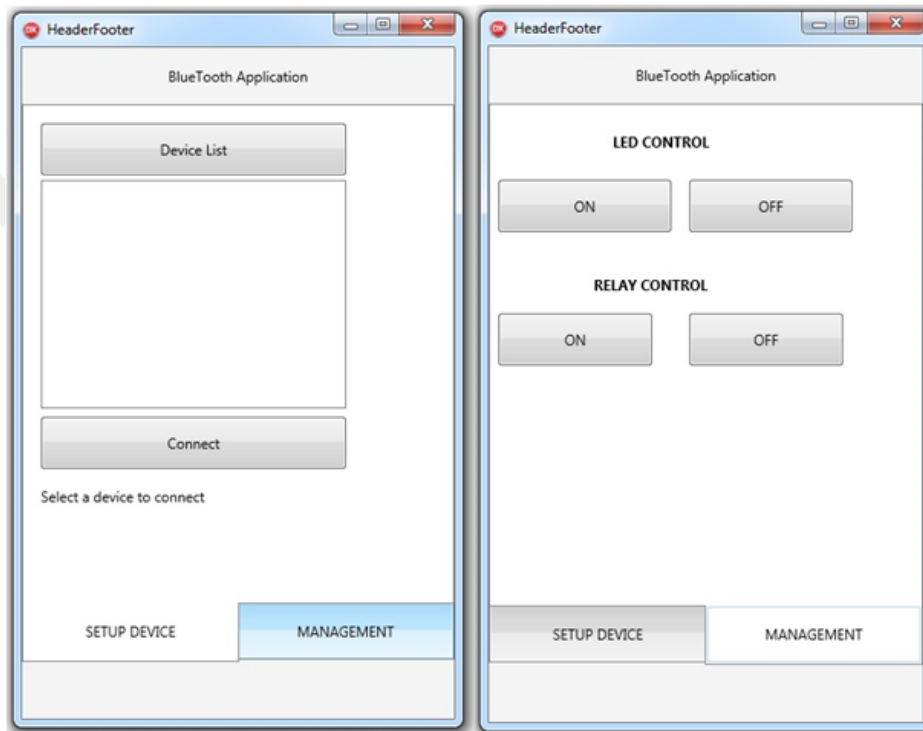 HeaderFooter
BlueTooth Application
Device List
Connect
Select a device to connect
SETUP DEVICE
MANAGEMENT
HeaderFooter
BlueTooth Application
LED CONTROL
ON
OFF
RELAY CONTROL
ON
OFF
SETUP DEVICE
MANAGEMENT